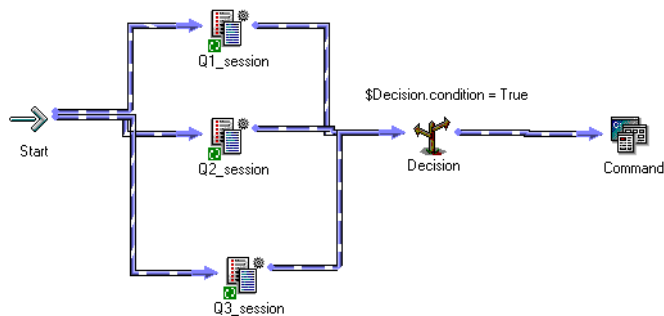 Q1_session
$Decision.condition = True
Start
Q2_session
Decision
Command
Q3_session